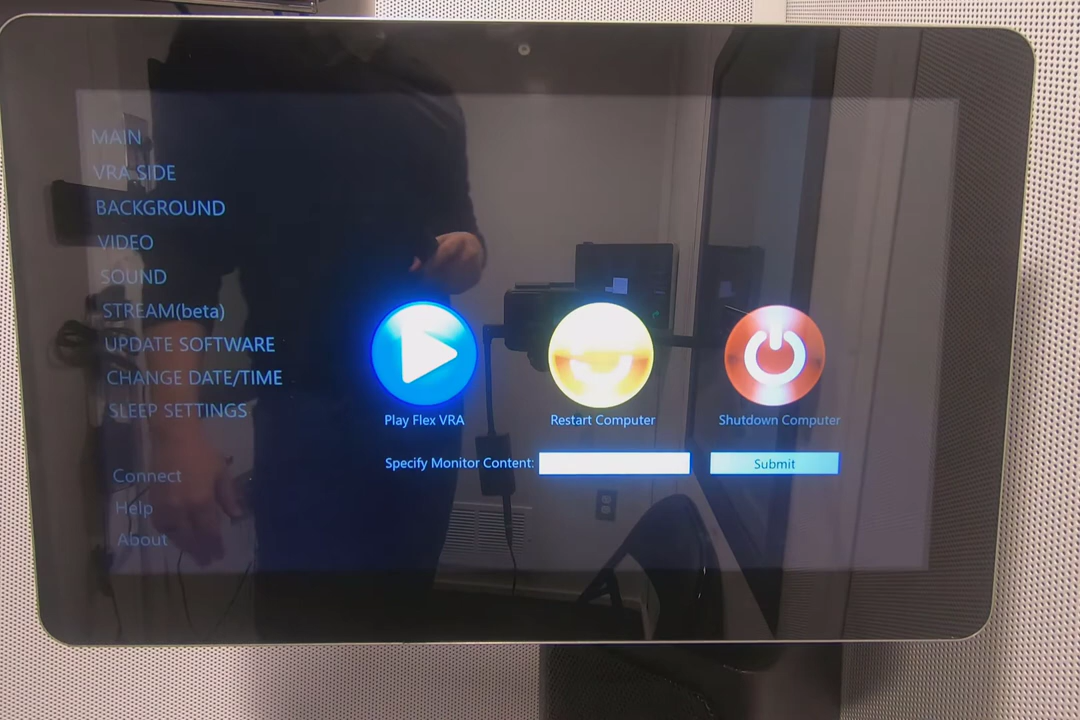 MAIN
VRA SIDE
BACKGROUND
VIDEO
SOUND
STREAM(beta)
UPDATE SOFTWARE
CHANGE DATE/TIME
SLEEP SETTINGS
Connect
Help
About
Play Flex VRA
Restart Computer
Shutdown Computer
Specify Monitor Content:
Submit